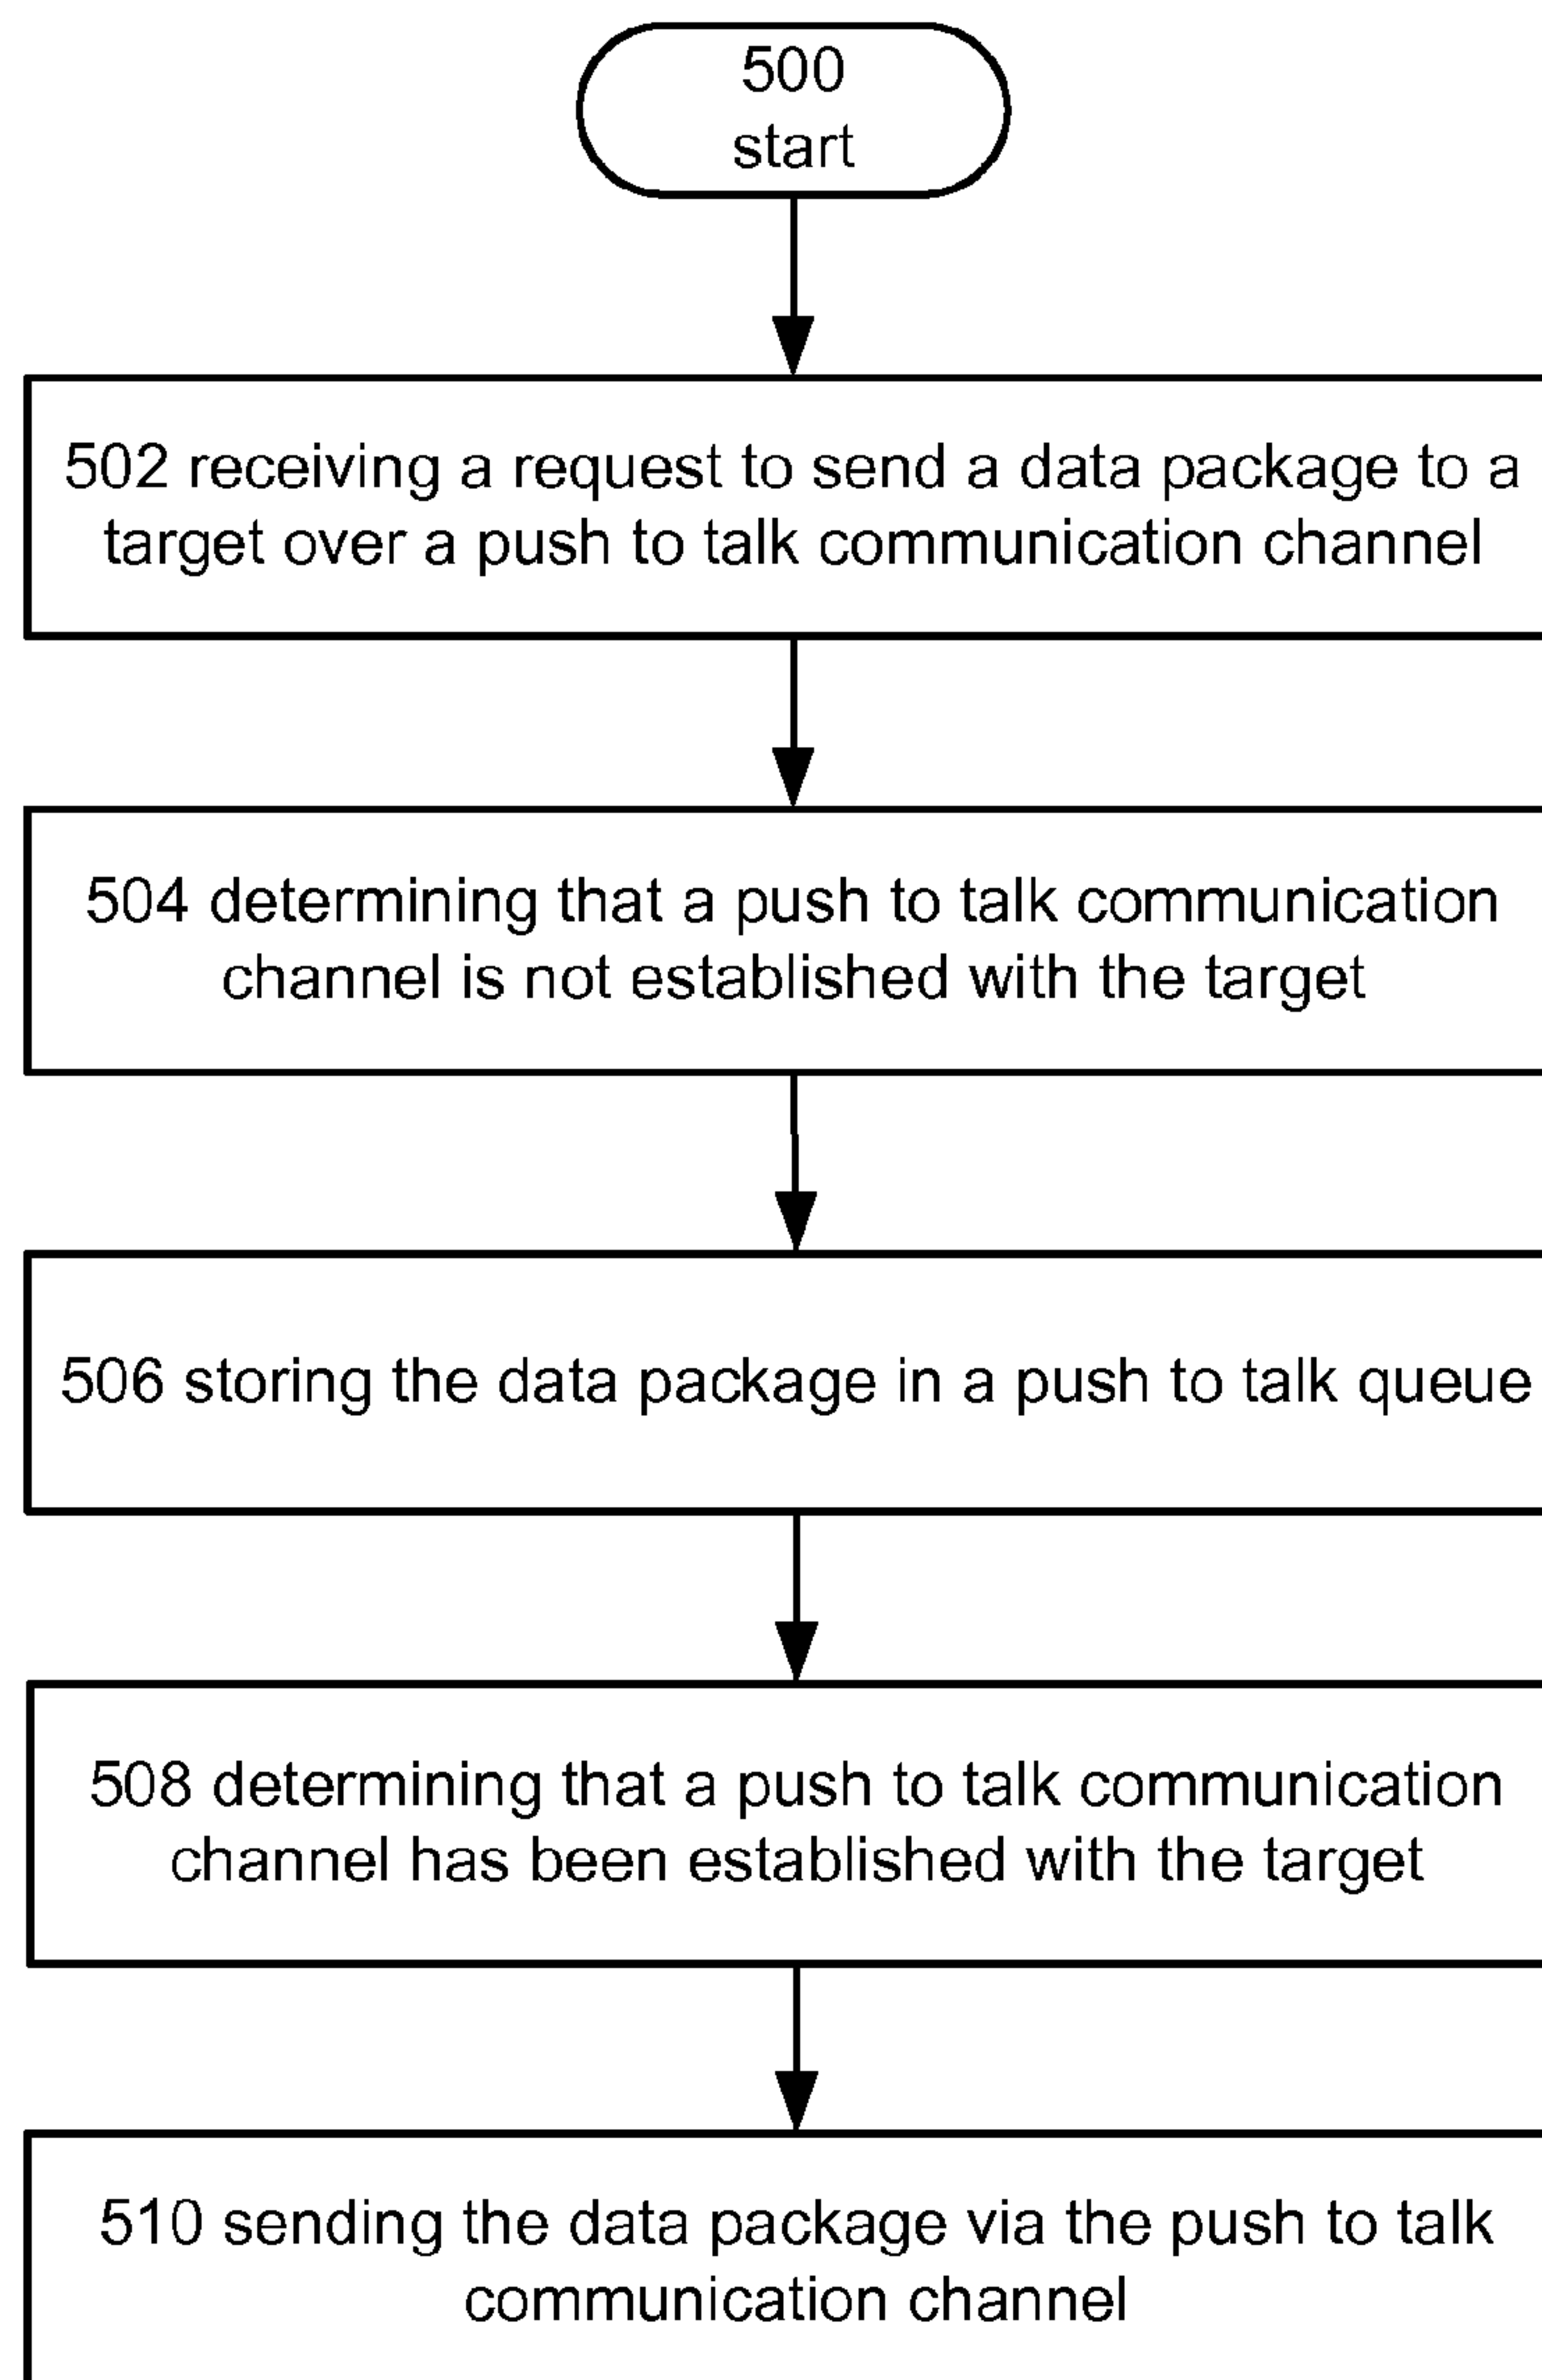 500
start
502 receiving a request to send a data package to a
target over a push to talk communication channel
504 determining that a push to talk communication
channel is not established with the target
506 storing the data package in a push to talk queue
508 determining that a push to talk communication
channel has been established with the target
510 sending the data package via the push to talk
communication channel